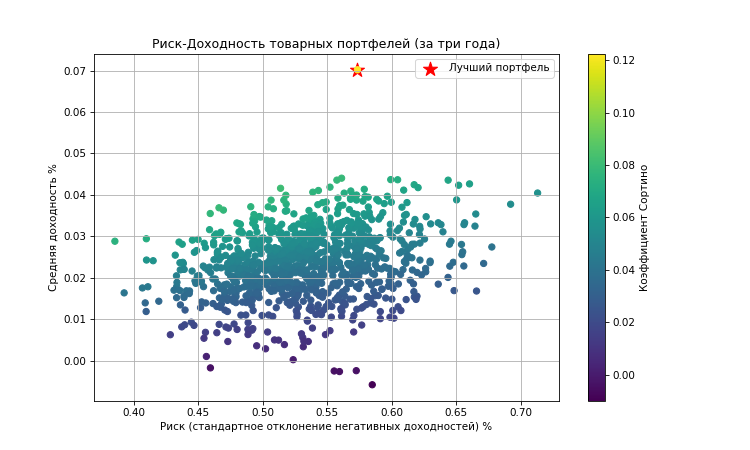 Риск-Доходность товарных портфелей (за три года)
Лучший портфель
Средняя доходность %
0.07
0.06
0.05
0.04
0.03
0.02
0.01
0.00
0.40 0.45 0.50 0.55 0.60 0.65 0.70
Риск (стандартное отклонение негативных доходностей) %
0.12
0.10
0.08
0.06
0.04
0.02
0.00
Коэффициент Сортино